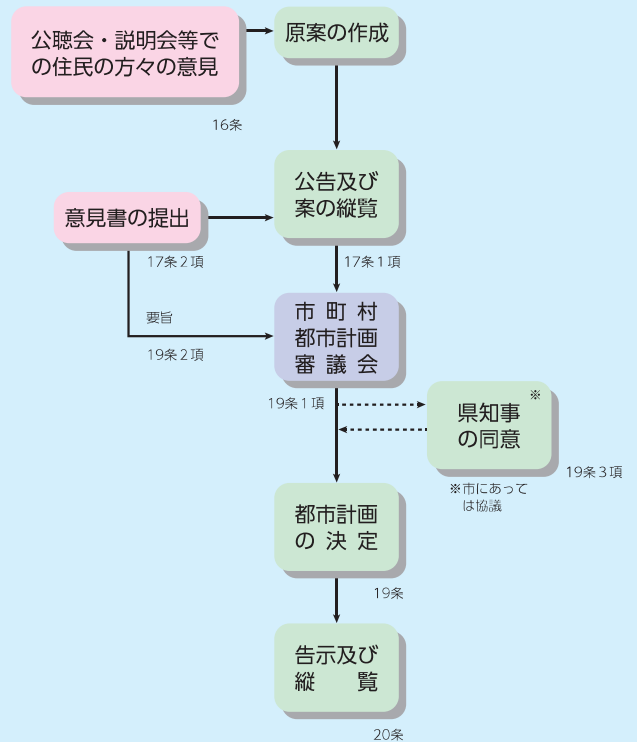 公聴会・説明会等で
の住民の方々の意見
原案の作成
16条
公告及び
案の縦覧
意見書の提出
17条2項
17条1項
要旨
19条2項
市町村
都市計画
審議会
19条1項
※
県知事
の同意
19条3項
※市にあって
は協議
都市計画
の決定
19条
告示及び
縦覧
20条